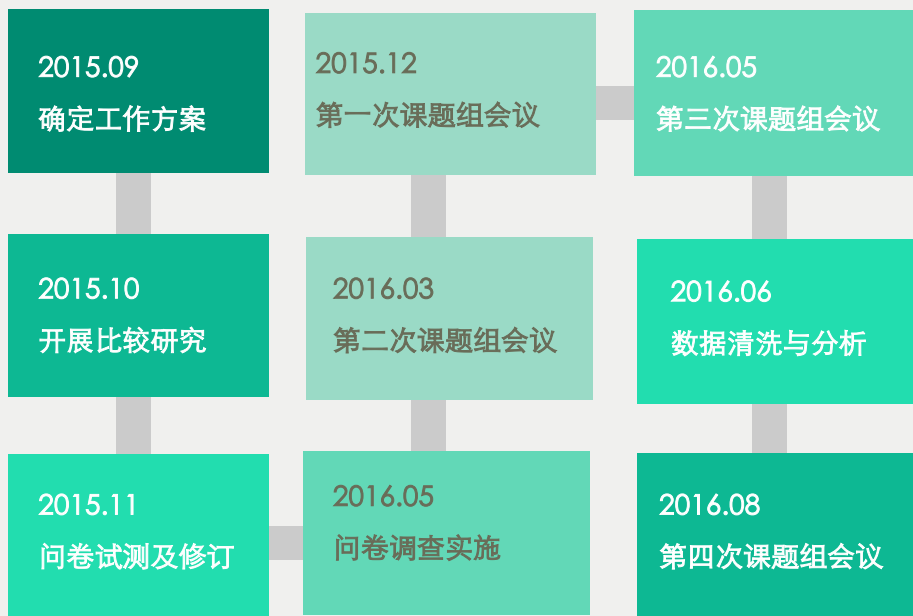 2015.09
确定工作方案
2015.10
开展比较研究
2015.11
问卷试测及修订
2015.12
第一次课题组会议
2016.03
第二次课题组会议
2016.05
问卷调查实施
2016.05
第三次课题组会议
2016.06
数据清洗与分析
2016.08
第四次课题组会议